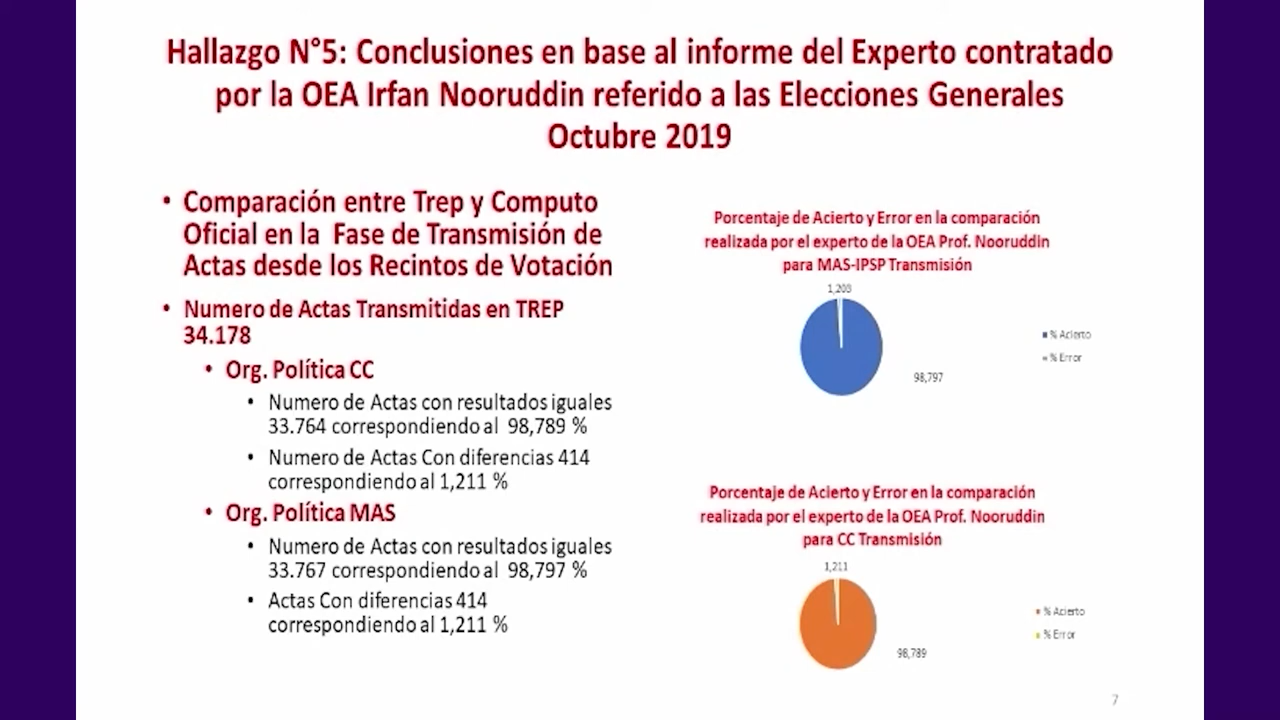 Hallazgo N°5: Conclusiones en base al informe del Experto contratado
por la OEA Irfan Nooruddin referido a las Elecciones Generales
Octubre 2019
• Comparación entre Trep y Computo
Oficial en la Fase de Transmisión de
Actas desde los Recintos de Votación
• Numero de Actas Transmitidas en TREP
34.178
• Org. Política CC
• Numero de Actas con resultados iguales
33.764 correspondiendo al 98,789 %
• Numero de Actas Con diferencias 414
correspondiendo al 1,211 %
• Org. Política MAS
• Numero de Actas con resultados iguales
33.767 correspondiendo al 98,797 %
• Actas Con diferencias 414
correspondiendo al 1,211 %
Porcentaje de Acierto y Error en la comparación
realizada por el experto de la OEA Prof. Nooruddin
para MAS-IPSP Transmisión
1,203
% Acierto
% Error
98,797
Porcentaje de Acierto y Error en la comparación
realizada por el experto de la OEA Prof. Nooruddin
para CC Transmisión
1,211
% Acierto
% Error
98,789
7